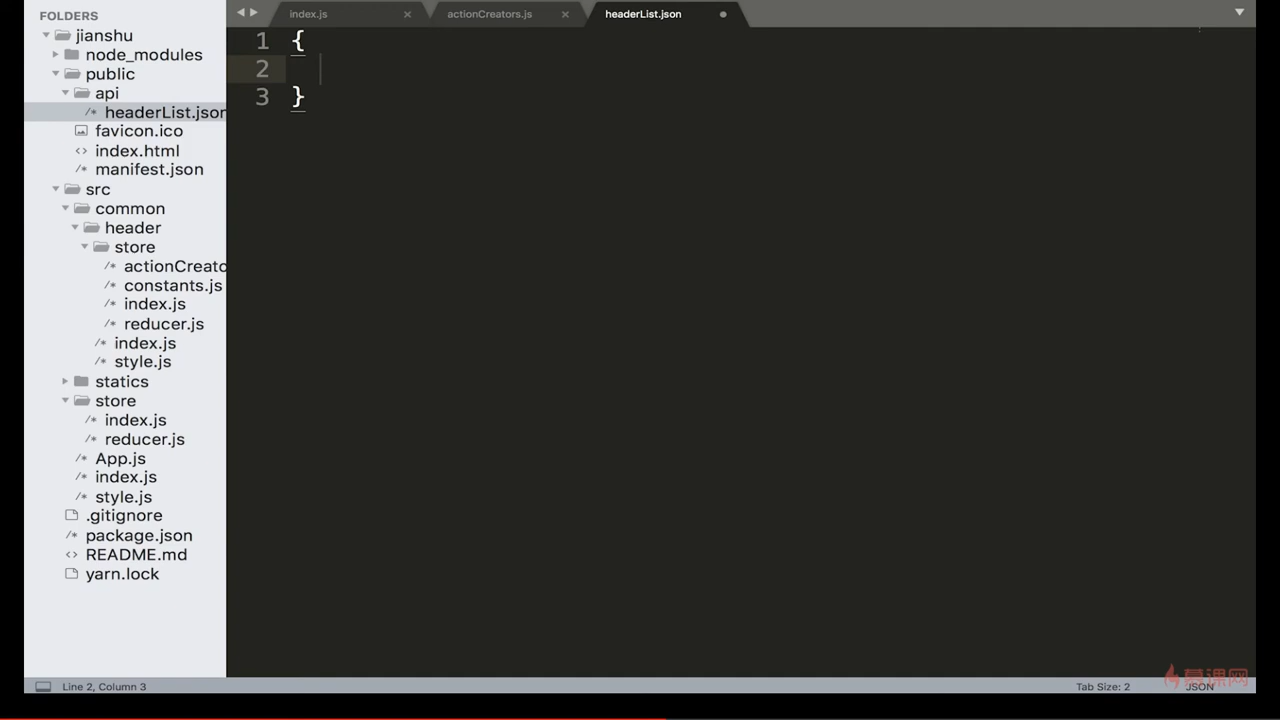 FOLDERS
jianshu
node_modules
public
api
headerList.json
favicon.ico
index.html
manifest.json
src
common
header
store
actionCreato
constants.js
index.js
reducer.js
index.js
style.js
statics
store
index.js
reducer.js
App.js
index.js
style.js
.gitignore
package.json
README.md
yarn.lock
index.js
actionCreators.js
headerList.json
1 {
2
3 }
Line 2, Column 3
Tab Size: 2
JSON
慕课网